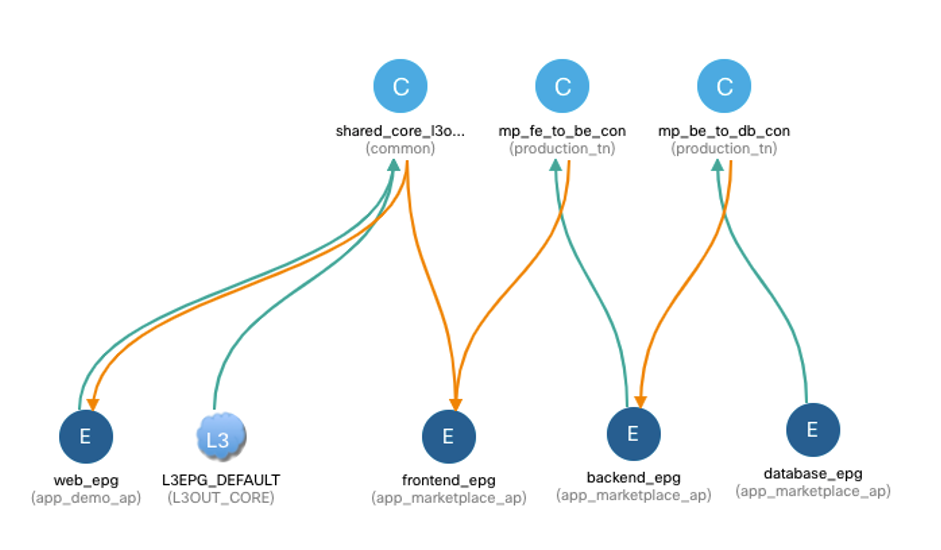 C
C
C
shared_core_l3o...
mp_fe_to_be_con
mp_be_to_db_con
(common)
(production_tn)
(production_tn)
E
L3
E
E
E
web_epg
L3EPG_DEFAULT
frontend_epg
backend_epg
database_epg
(app_demo_ap)
(L3OUT_CORE)
(app_marketplace_ap)
(app_marketplace_ap)
(app_marketplace_ap)